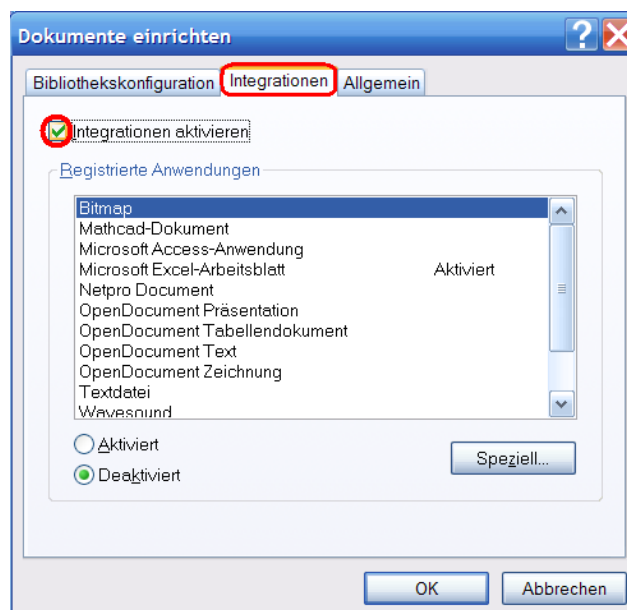 Dokumente einrichten
Bibliothekskonfiguration Integrationen Allgemein
Integrationen aktivieren
Registrierte Anwendungen
Bitmap
Mathcad-Dokument
Microsoft Access-Anwendung
Microsoft Excel-Arbeitsblatt Aktiviert
Netpro Document
OpenDocument Präsentation
OpenDocument Tabellendokument
OpenDocument Text
OpenDocument Zeichnung
Textdatei
Wavesound
Aktiviert
Deaktiviert
Speziell...
OK Abbrechen